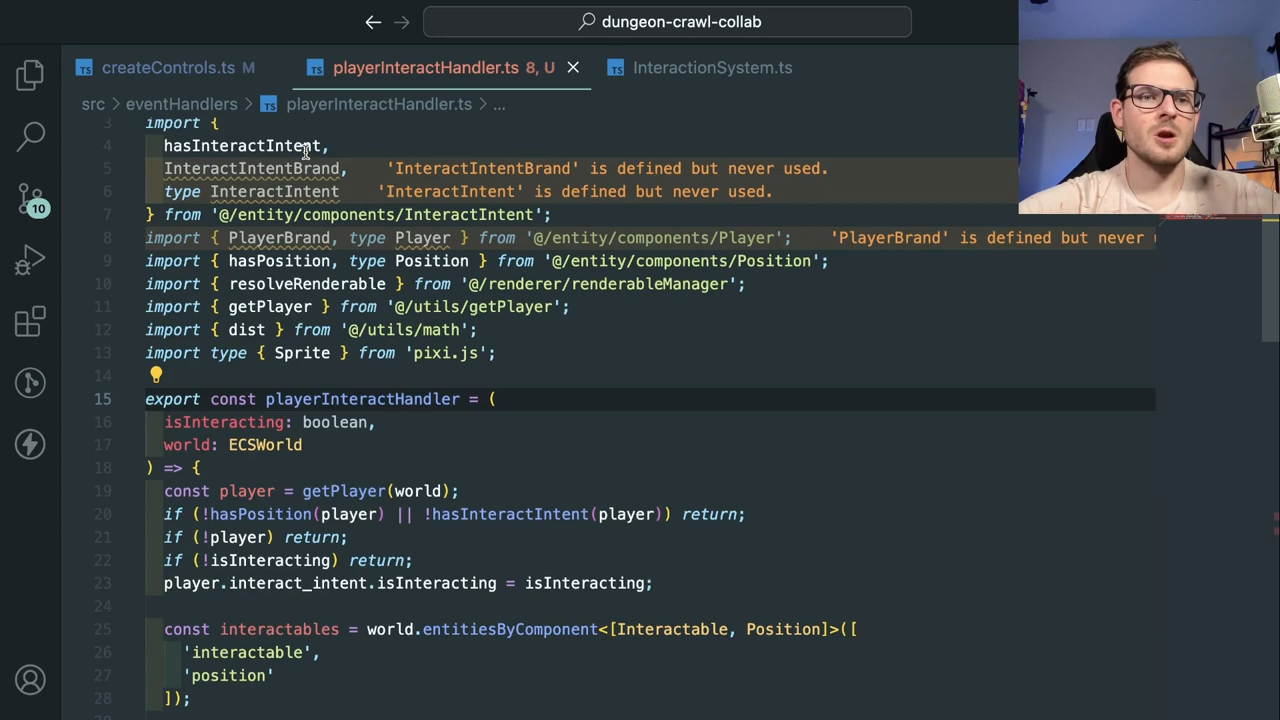 dungeon-crawl-collab
TS createControls.ts M
TS playerInteractHandler.ts 8, U
TS InteractionSystem.ts
src > eventHandlers > TS playerInteractHandler.ts > ...
3 import {
4 hasInteractIntent,
5 InteractIntentBrand, 'InteractIntentBrand' is defined but never used.
6 type InteractIntent 'InteractIntent' is defined but never used.
7 } from '@/entity/components/InteractIntent';
8 import { PlayerBrand, type Player } from '@/entity/components/Player'; 'PlayerBrand' is defined but never
9 import { hasPosition, type Position } from '@/entity/components/Position';
10 import { resolveRenderable } from '@/renderer/renderableManager';
11 import { getPlayer } from '@/utils/getPlayer';
12 import { dist } from '@/utils/math';
13 import type { Sprite } from 'pixi.js';
14
15 export const playerInteractHandler = (
16 isInteracting: boolean,
17 world: ECSWorld
18 ) => {
19 const player = getPlayer(world);
20 if (!hasPosition(player) || !hasInteractIntent(player)) return;
21 if (!player) return;
22 if (!isInteracting) return;
23 player.interact_intent.isInteracting = isInteracting;
24
25 const interactables = world.entitiesByComponent<[Interactable, Position]>([
26 'interactable',
27 'position'
28 ]);
10